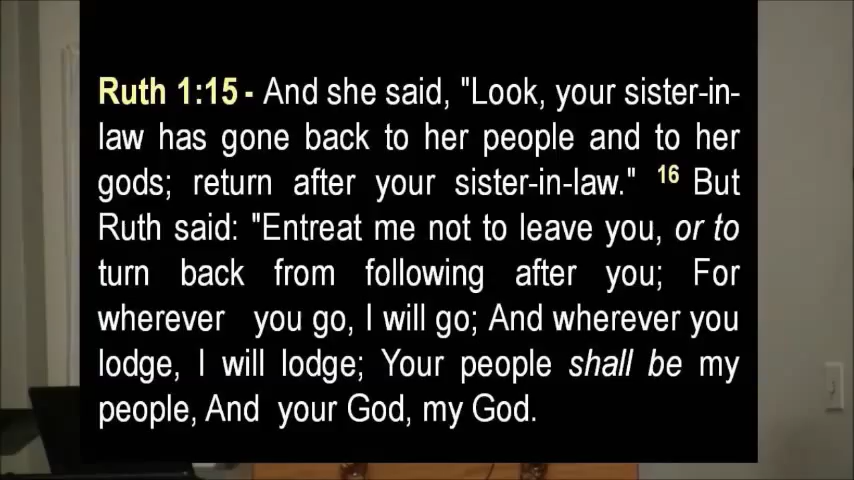 Ruth 1:15 - And she said, "Look, your sister-in-
law has gone back to her people and to her
gods; return after your sister-in-law." 16 But
Ruth said: "Entreat me not to leave you, or to
turn back from following after you; For
wherever you go, I will go; And wherever you
lodge, I will lodge; Your people shall be my
people, And your God, my God.